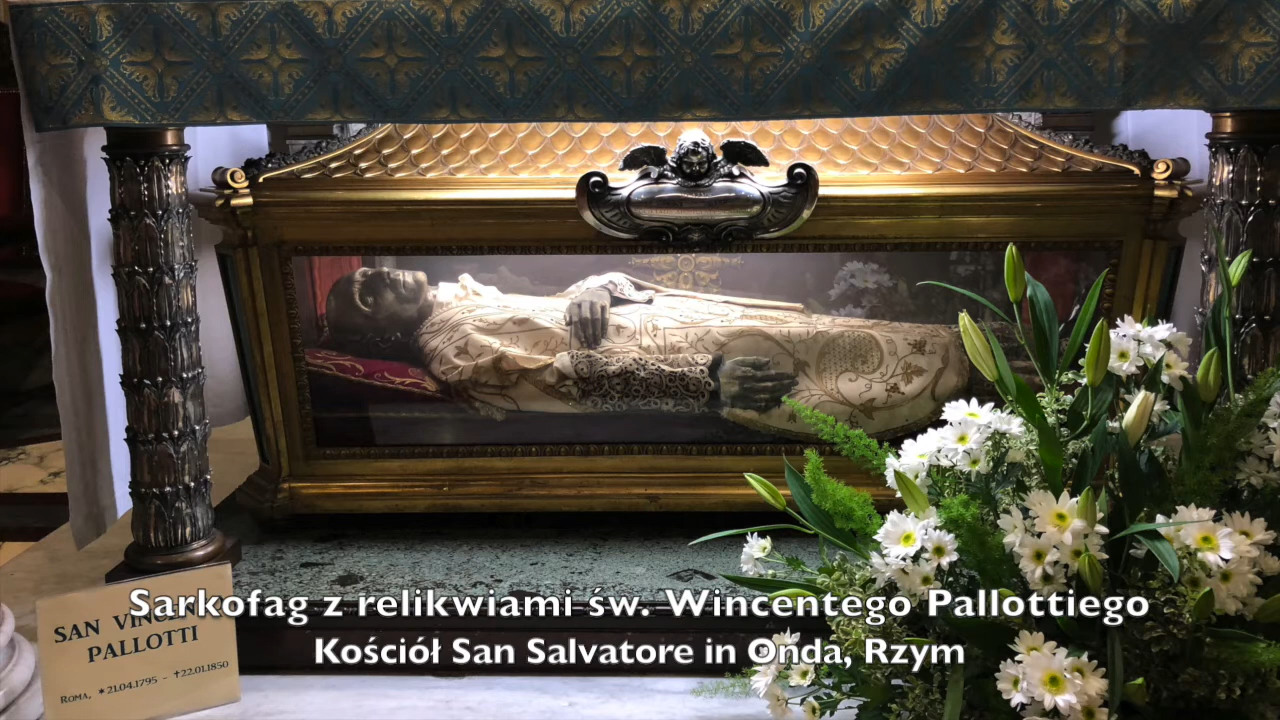 SAN VINCENZO
PALLOTTI
ROMA, *21.04.1795 - †22.01.1850
Sarkofag z relikwiami św. Wincentego Pallottiego
Kościół San Salvatore in Onda, Rzym